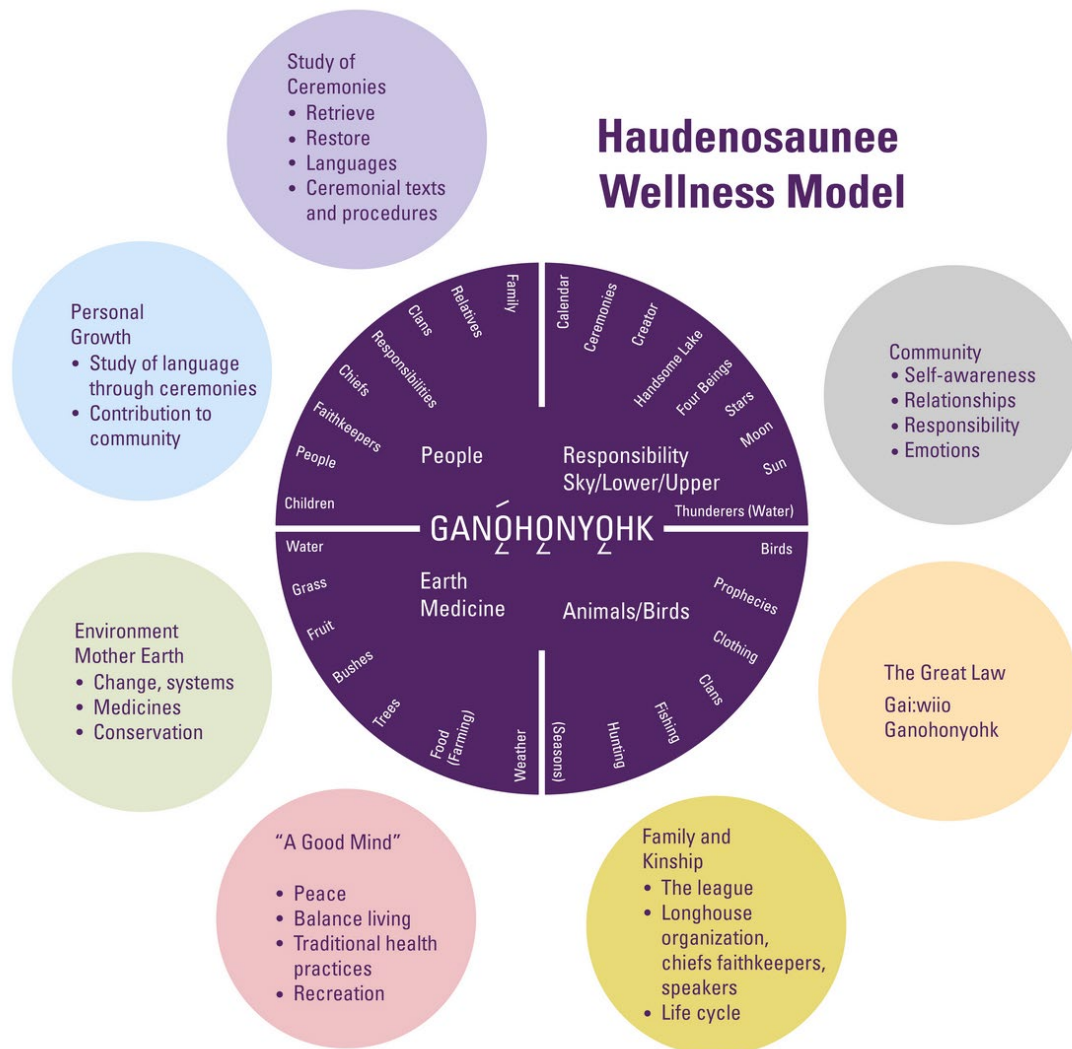 Haudenosaunee
Wellness Model
Study of
Ceremonies
• Retrieve
• Restore
• Languages
• Ceremonial texts
and procedures
Personal
Growth
• Study of language
through ceremonies
• Contribution to
community
Community
• Self-awareness
• Relationships
• Responsibility
• Emotions
Children
People
Faithkeepers
Chiefs
Responsibilities
Clans
Relatives
Family
Calendar
Ceremonies
Creator
Handsome Lake
Four Beings
Stars
Moon
Sun
Thunderers (Water)
People
Responsibility
Sky/Lower/Upper
GANǪ́HǪNYǪHK
Earth
Medicine
Animals/Birds
Water
Grass
Fruit
Bushes
Trees
Food
(Farming)
Weather
(Seasons)
Hunting
Fishing
Clans
Clothing
Prophecies
Birds
Environment
Mother Earth
• Change, systems
• Medicines
• Conservation
The Great Law
Gai:wiio
Ganohonyohk
“A Good Mind”
• Peace
• Balance living
• Traditional health
practices
• Recreation
Family and
Kinship
• The league
• Longhouse
organization,
chiefs faithkeepers,
speakers
• Life cycle